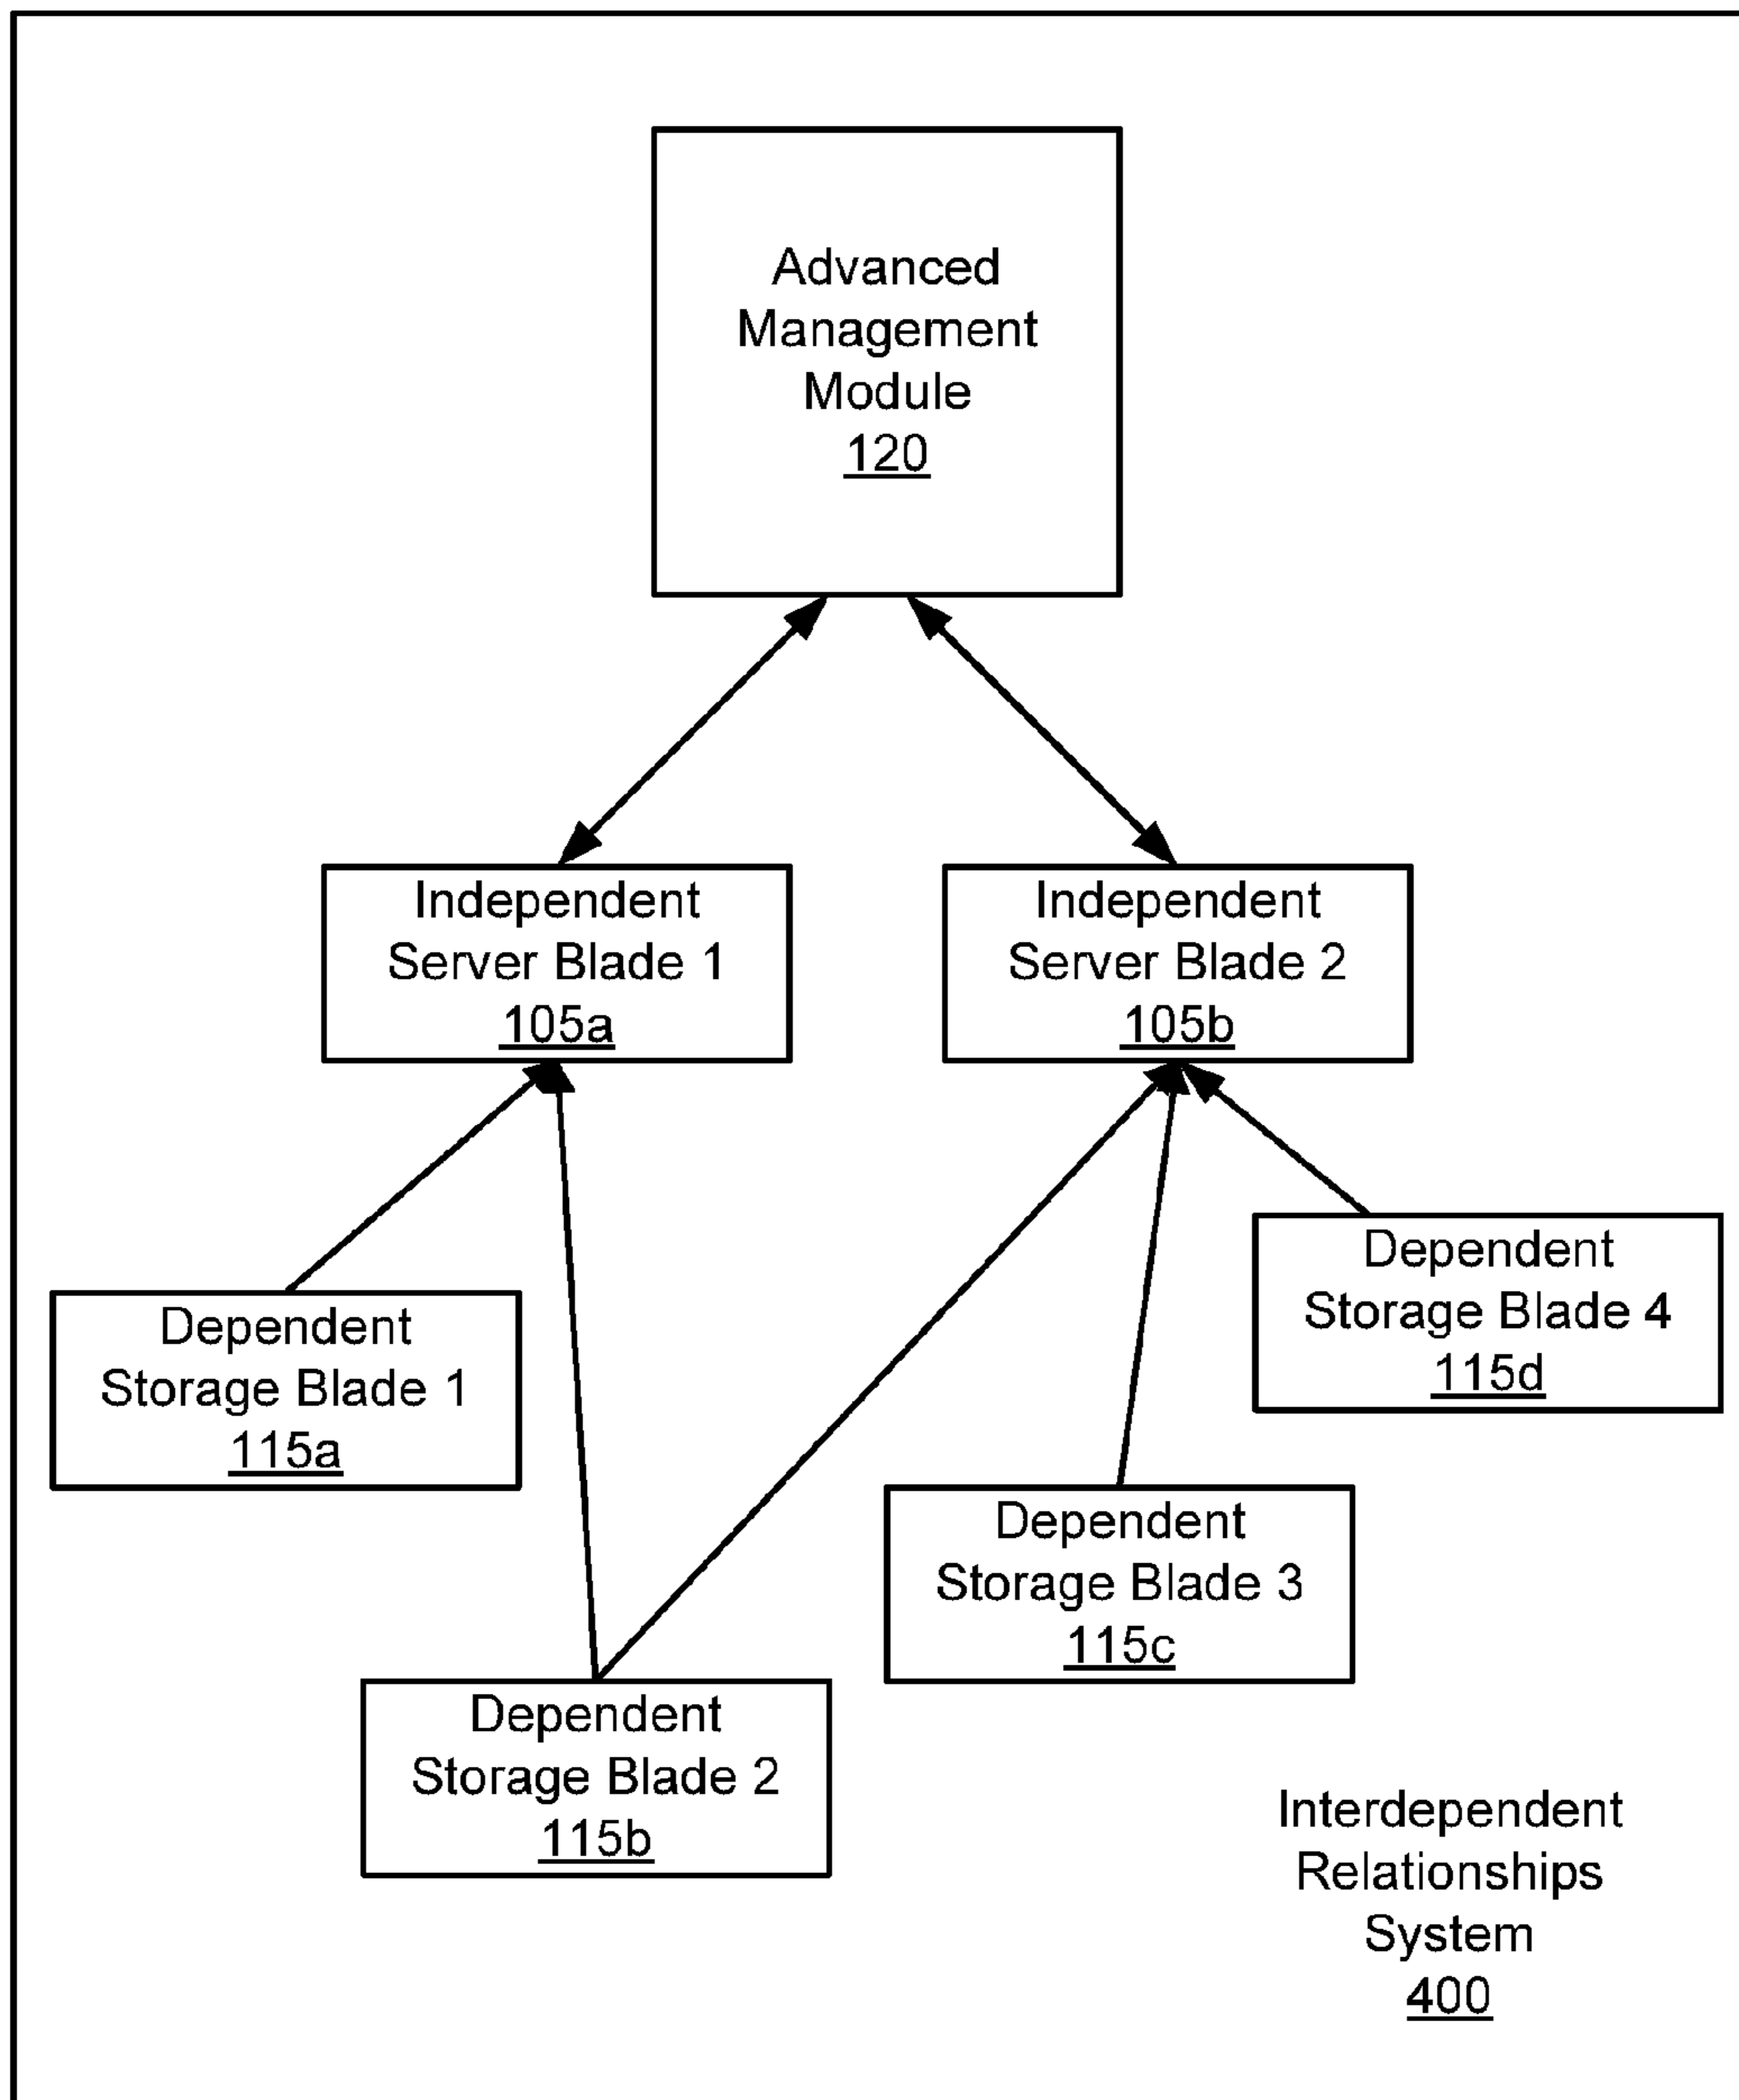 Advanced
Management
Module
120
Independent
Server Blade 1
105a
Independent
Server Blade 2
105b
Dependent
Storage Blade 4
115d
Dependent
Storage Blade 1
115a
Dependent
Storage Blade 3
115c
Dependent
Storage Blade 2
115b
Interdependent
Relationships
System
400